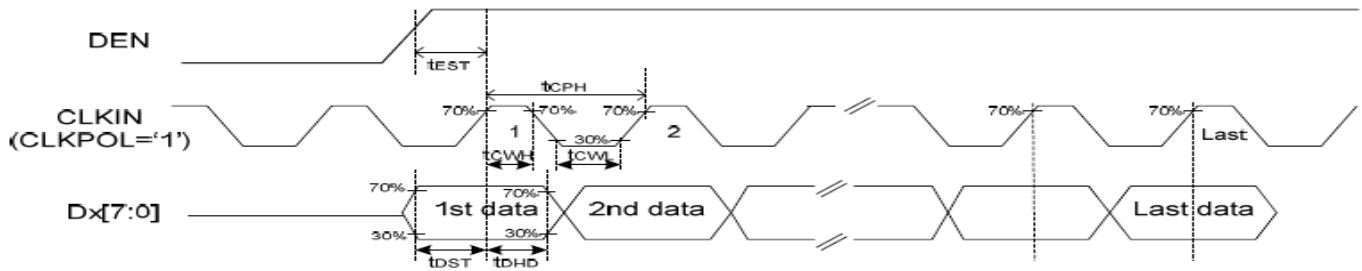 DEN
tEST
tCPH
CLKIN
(CLKPOL=‘1’)
70% 70% 70% 70% 70%
1 2 Last
30%
tCWH tCWL
Dx[7:0]
70% 70%
1st data 2nd data Last data
30% 30%
tDST tDHD